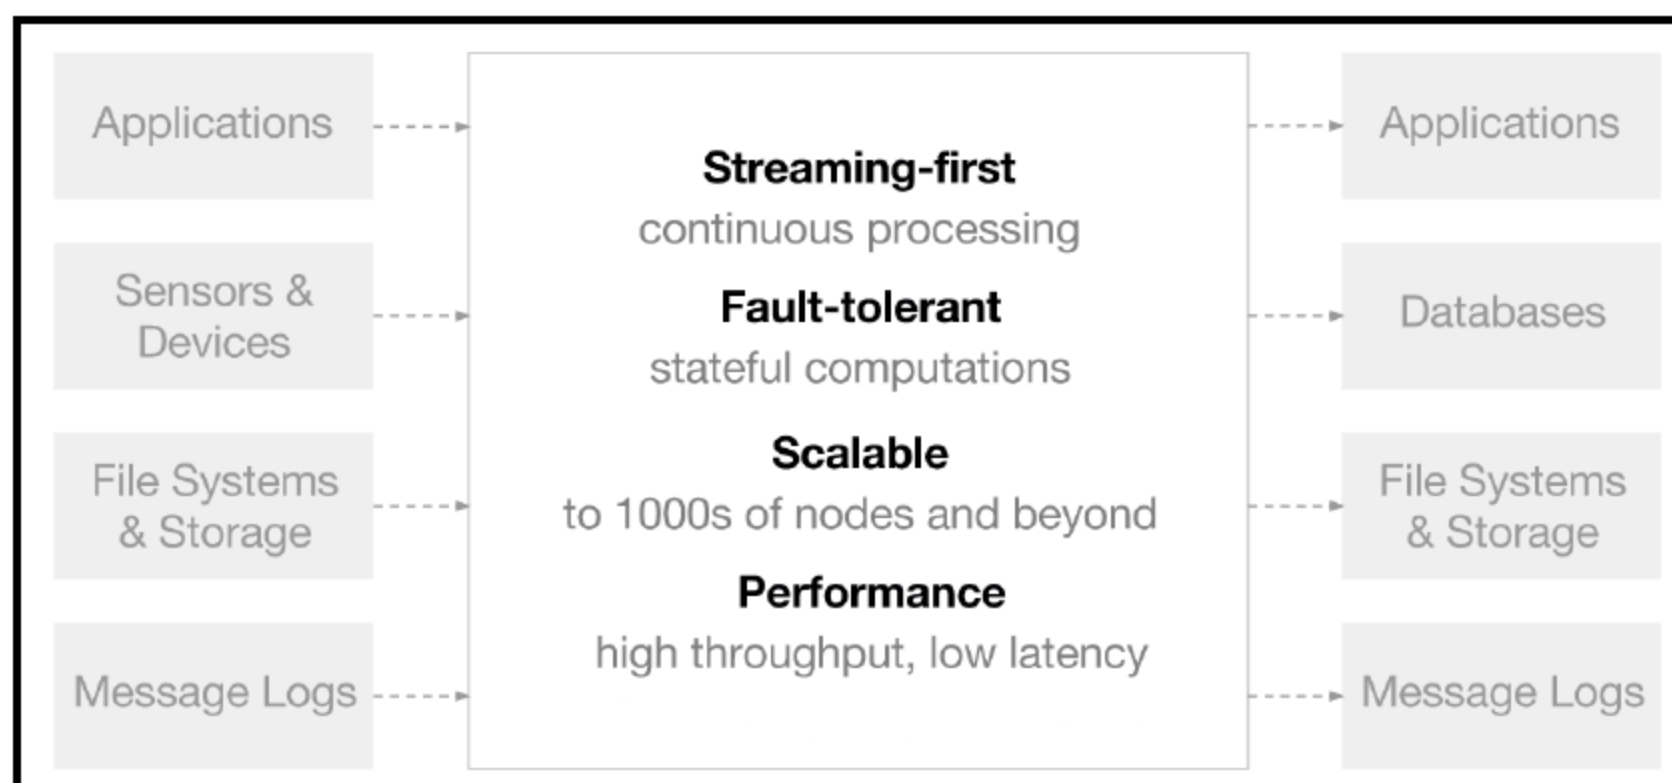 Applications
Sensors &
Devices
File Systems
& Storage
Message Logs
Streaming-first
continuous processing
Fault-tolerant
stateful computations
Scalable
to 1000s of nodes and beyond
Performance
high throughput, low latency
Applications
Databases
File Systems
& Storage
Message Logs